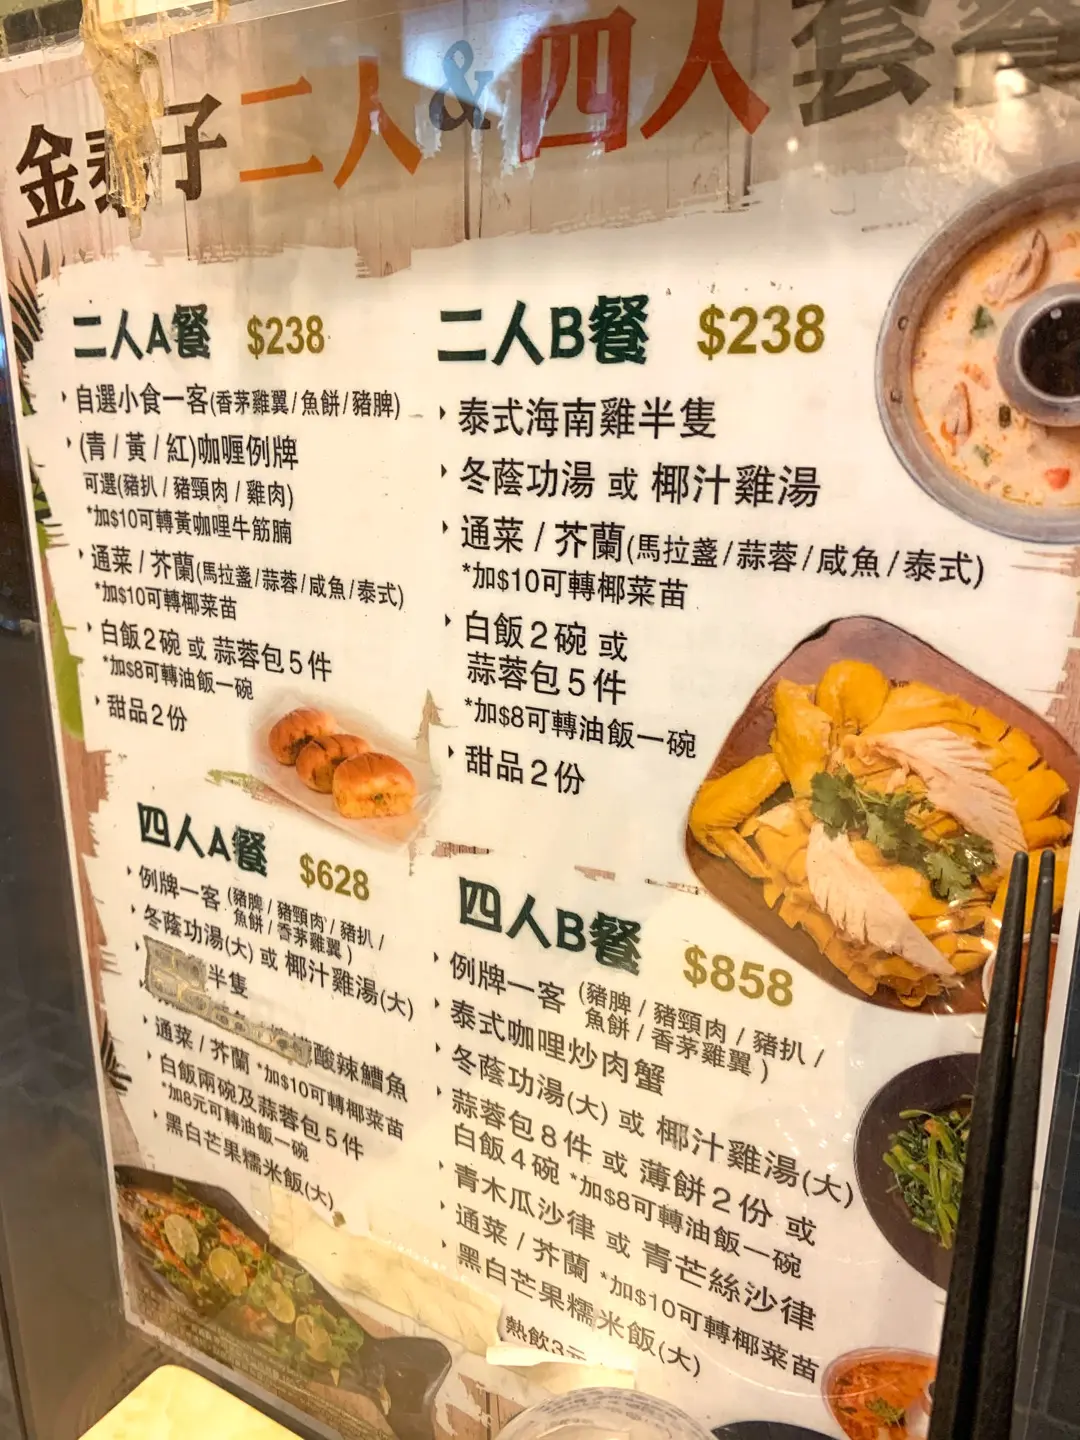 金泰子二人&四人套餐
二人A餐 $238
自選小食一客(香茅雞翼/魚餅/豬脾)
(青/黃/紅)咖喱例牌
可選(豬扒/豬頸肉/雞肉)
*加$10可轉黃咖哩牛筋腩
通菜/芥蘭(馬拉盞/蒜蓉/咸魚/泰式)
*加$10可轉椰菜苗
白飯2碗 或 蒜蓉包5件
*加$8可轉油飯一碗
甜品2份
二人B餐 $238
泰式海南雞半隻
冬蔭功湯 或 椰汁雞湯
通菜/芥蘭(馬拉盞/蒜蓉/咸魚/泰式)
*加$10可轉椰菜苗
白飯2碗 或
蒜蓉包5件
*加$8可轉油飯一碗
甜品2份
四人A餐 $628
例牌一客(豬脾/豬頸肉/豬扒/
魚餅/香茅雞翼)
冬蔭功湯(大) 或 椰汁雞湯(大)
半隻
酸辣鱠魚
通菜/芥蘭 *加$10可轉椰菜苗
白飯兩碗及蒜蓉包5件
*加8元可轉油飯一碗
黑白芒果糯米飯(大)
四人B餐 $858
例牌一客(豬脾/豬頸肉/豬扒/
魚餅/香茅雞翼)
泰式咖哩炒肉蟹
冬蔭功湯(大) 或 椰汁雞湯(大)
蒜蓉包8件 或 薄餅2份 或
白飯4碗 *加$8可轉油飯一碗
青木瓜沙律 或 青芒絲沙律
通菜/芥蘭 *加$10可轉椰菜苗
黑白芒果糯米飯(大)
熱飲3元